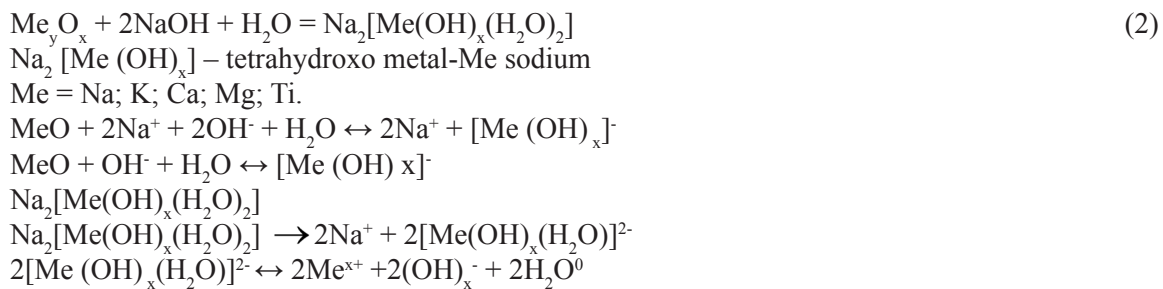 Me_yO_x + 2NaOH + H₂O = Na₂[Me(OH)ₓ(H₂O)₂] (2)
Na₂ [Me (OH)ₓ] – tetrahydroxo metal-Me sodium
Me = Na; K; Ca; Mg; Ti.
MeO + 2Na⁺ + 2OH⁻ + H₂O ↔ 2Na⁺ + [Me (OH)ₓ]⁻
MeO + OH⁻ + H₂O ↔ [Me (OH) x]⁻
Na₂[Me(OH)ₓ(H₂O)₂]
Na₂[Me(OH)ₓ(H₂O)₂] → 2Na⁺ + 2[Me(OH)ₓ(H₂O)]²⁻
2[Me (OH)ₓ(H₂O)]²⁻ ↔ 2Meˣ⁺ +2(OH)ₓ⁻ + 2H₂O⁰